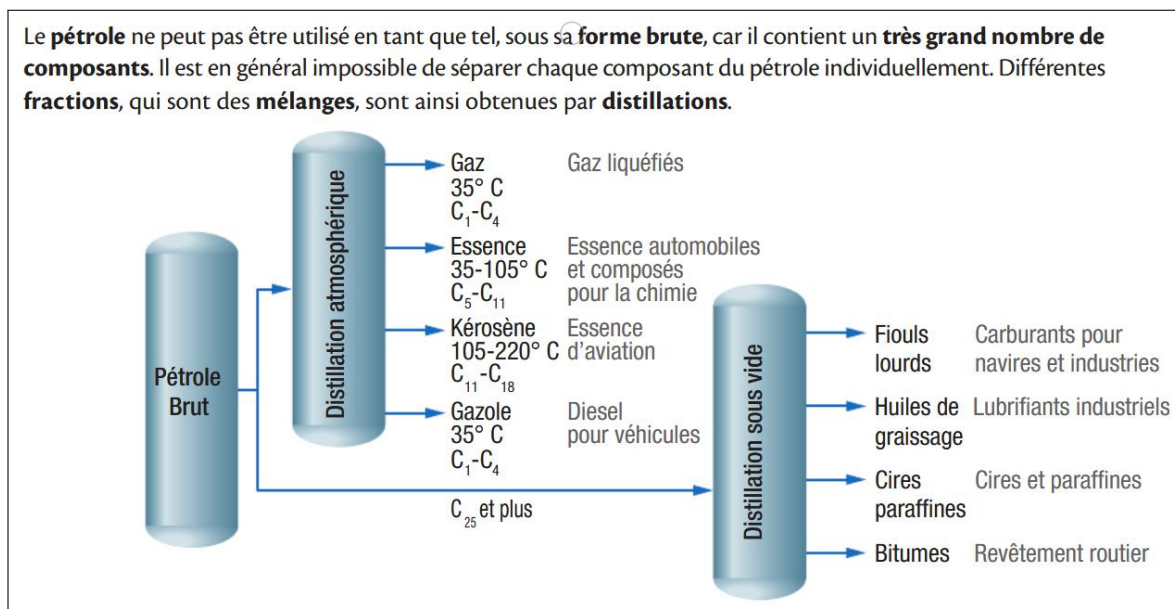 Le pétrole ne peut pas être utilisé en tant que tel, sous sa forme brute, car il contient un très grand nombre de
composants. Il est en général impossible de séparer chaque composant du pétrole individuellement. Différentes
fractions, qui sont des mélanges, sont ainsi obtenues par distillations.
Pétrole
Brut
Distillation atmosphérique
Gaz
35° C
C₁-C₄
Gaz liquéfiés
Essence
35-105° C
C₅-C₁₁
Essence automobiles
et composés
pour la chimie
Kérosène
105-220° C
C₁₁-C₁₈
Essence
d'aviation
Gazole
35° C
C₁-C₄
Diesel
pour véhicules
C₂₅ et plus
Distillation sous vide
Fiouls
lourds
Carburants pour
navires et industries
Huiles de
graissage
Lubrifiants industriels
Cires
paraffines
Cires et paraffines
Bitumes
Revêtement routier